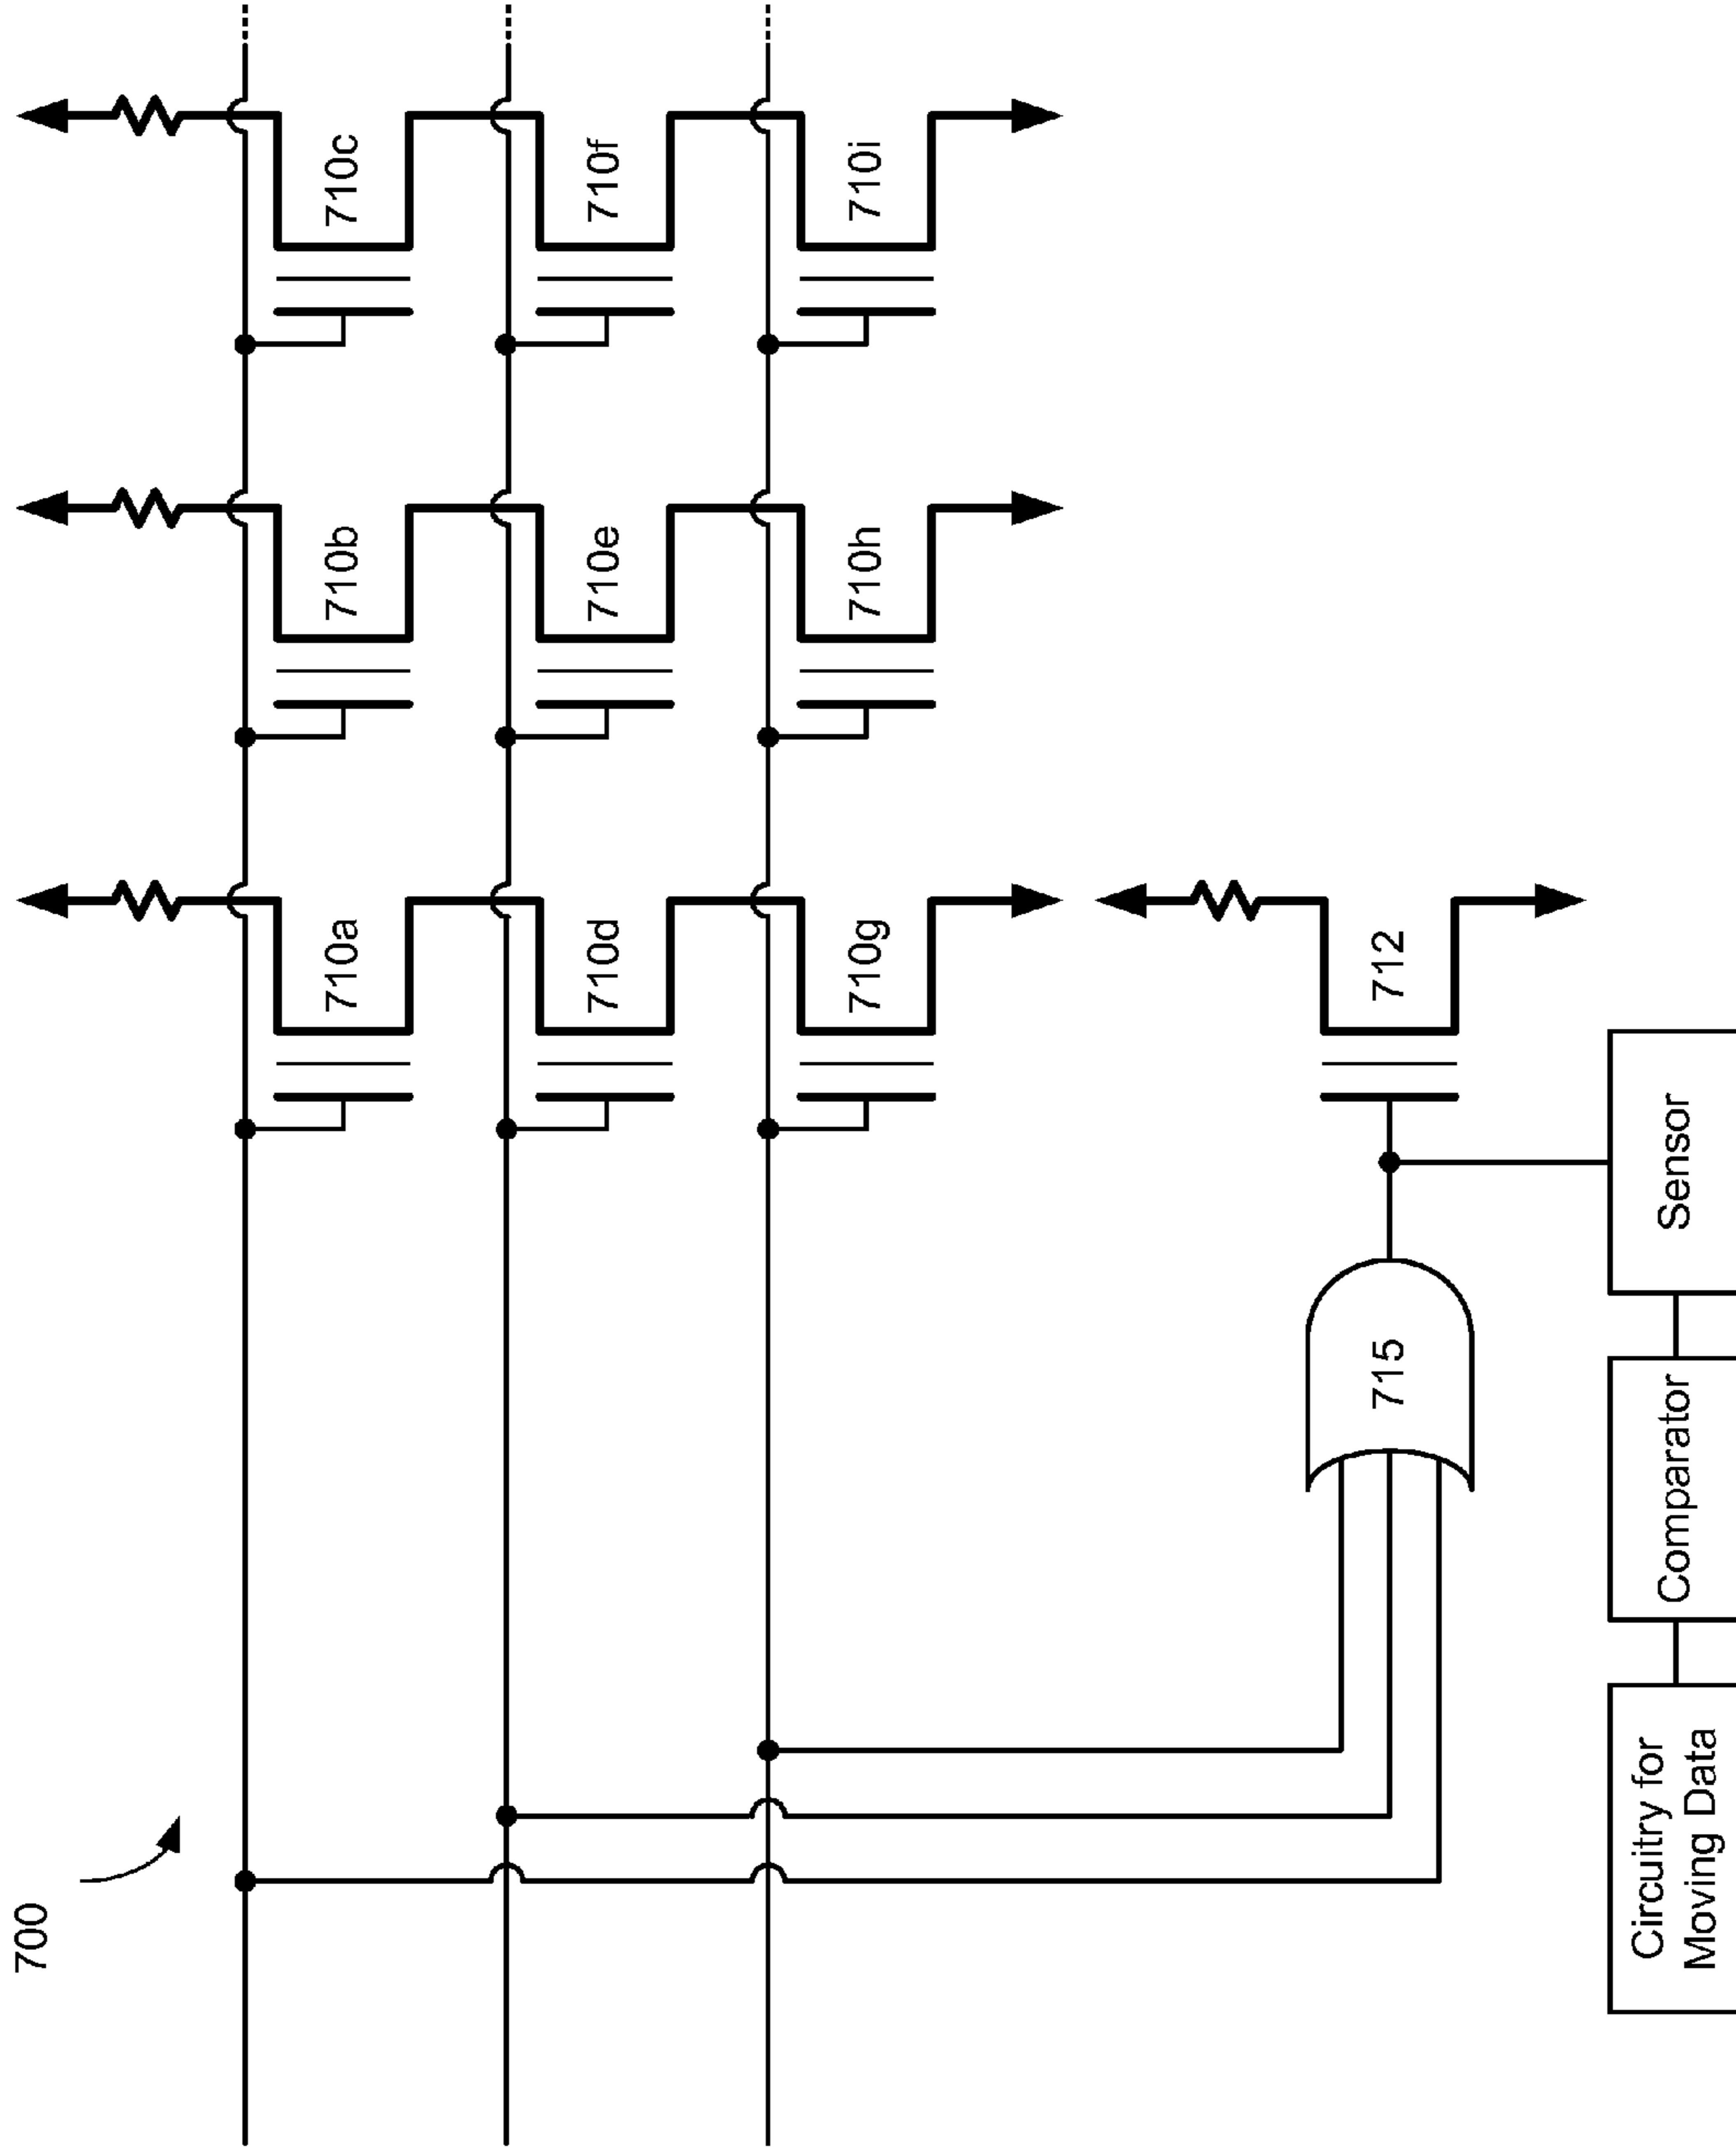 700
710a
710b
710c
710d
710e
710f
710g
710h
710i
712
715
Circuitry for
Moving Data
Comparator
Sensor